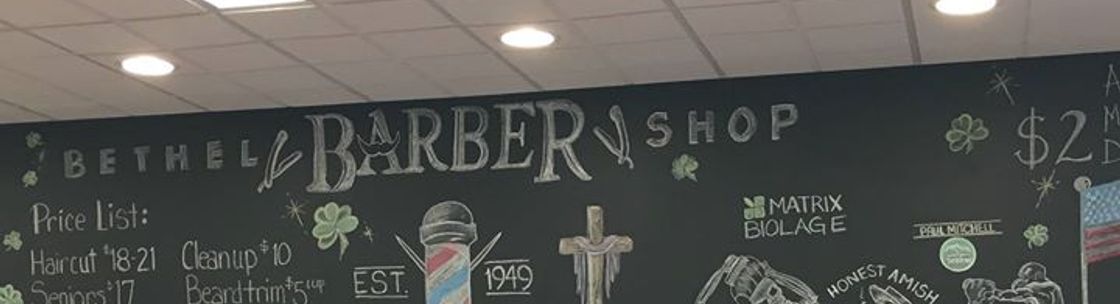 BETHEL BARBER SHOP
$2
Price List:
Haircut $18-21
Cleanup $10
Seniors $17
Beardtrim $5 cup
EST. 1949
MATRIX
BIOLAGE
PAUL MITCHELL
HONEST AMISH